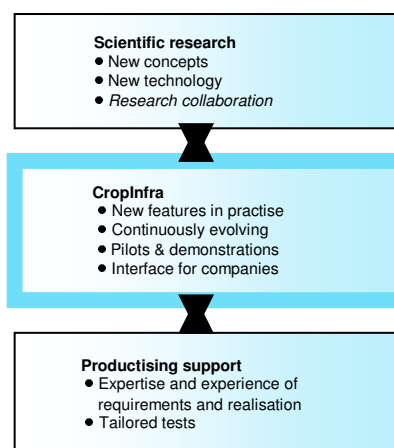 Scientific research
● New concepts
● New technology
● Research collaboration
CropInfra
● New features in practise
● Continuously evolving
● Pilots & demonstrations
● Interface for companies
Productising support
● Expertise and experience of
requirements and realisation
● Tailored tests